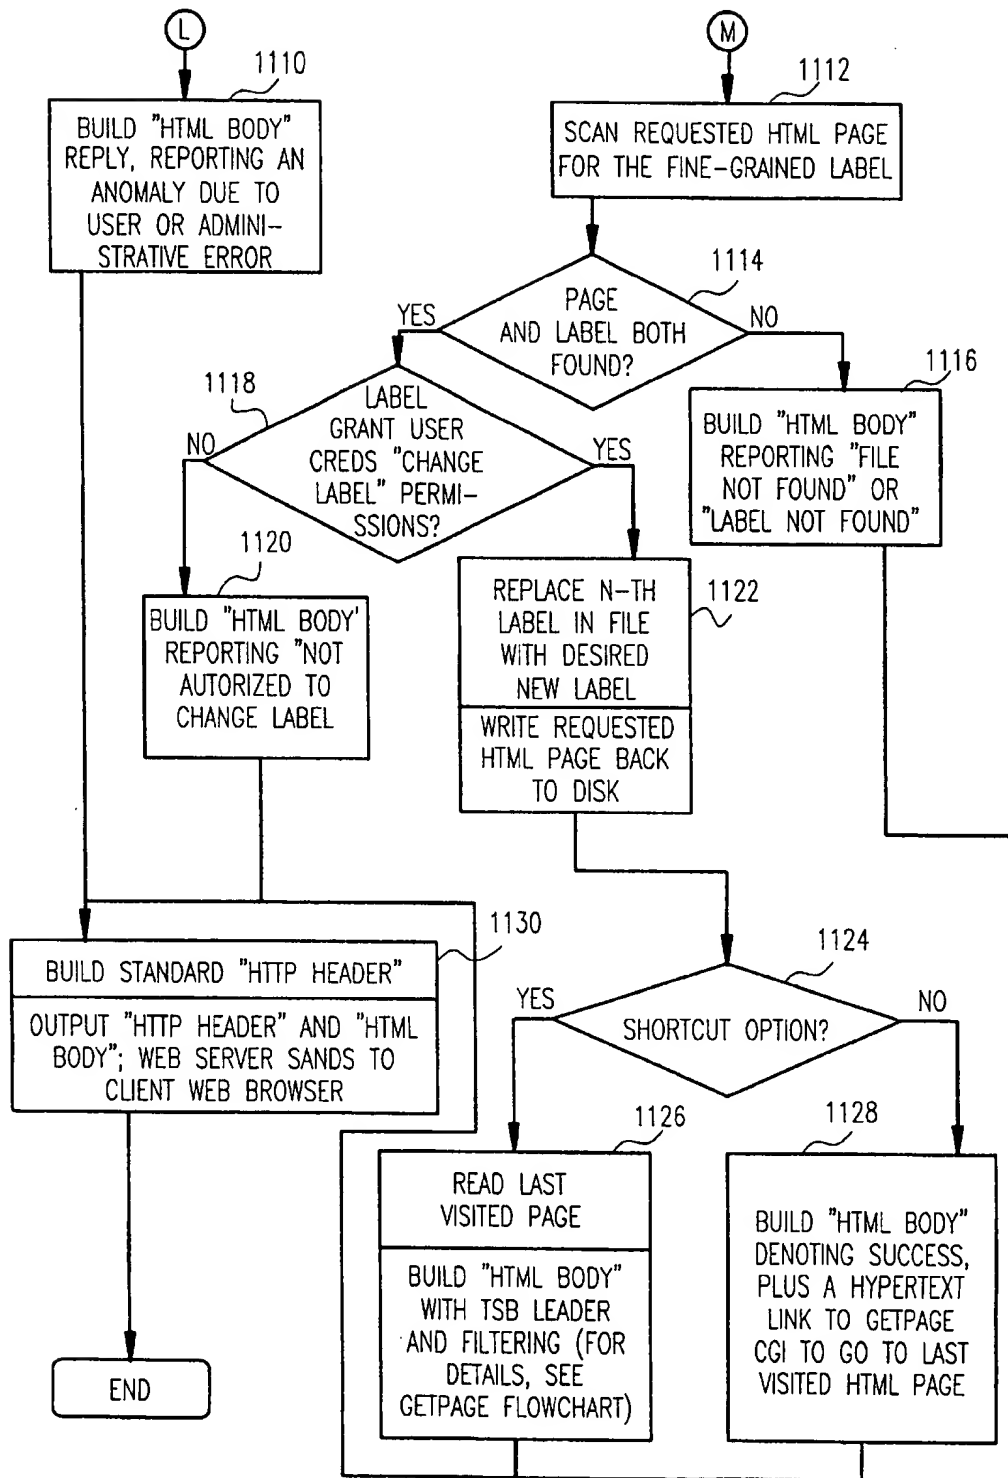 L
1110
BUILD "HTML BODY"
REPLY, REPORTING AN
ANOMALY DUE TO
USER OR ADMINI-
STRATIVE ERROR
M
1112
SCAN REQUESTED HTML PAGE
FOR THE FINE-GRAINED LABEL
1114
PAGE
AND LABEL BOTH
FOUND?
YES
NO
1116
BUILD "HTML BODY"
REPORTING "FILE
NOT FOUND" OR
"LABEL NOT FOUND"
1118
LABEL
GRANT USER
CREDS "CHANGE
LABEL" PERMI-
SSIONS?
NO
YES
1120
BUILD "HTML BODY'
REPORTING "NOT
AUTORIZED TO
CHANGE LABEL
1122
REPLACE N-TH
LABEL IN FILE
WITH DESIRED
NEW LABEL
WRITE REQUESTED
HTML PAGE BACK
TO DISK
1130
BUILD STANDARD "HTTP HEADER"
OUTPUT "HTTP HEADER" AND "HTML
BODY"; WEB SERVER SANDS TO
CLIENT WEB BROWSER
END
1124
SHORTCUT OPTION?
YES
NO
1126
READ LAST
VISITED PAGE
BUILD "HTML BODY"
WITH TSB LEADER
AND FILTERING (FOR
DETAILS, SEE
GETPAGE FLOWCHART)
1128
BUILD "HTML BODY"
DENOTING SUCCESS,
PLUS A HYPERTEXT
LINK TO GETPAGE
CGI TO GO TO LAST
VISITED HTML PAGE